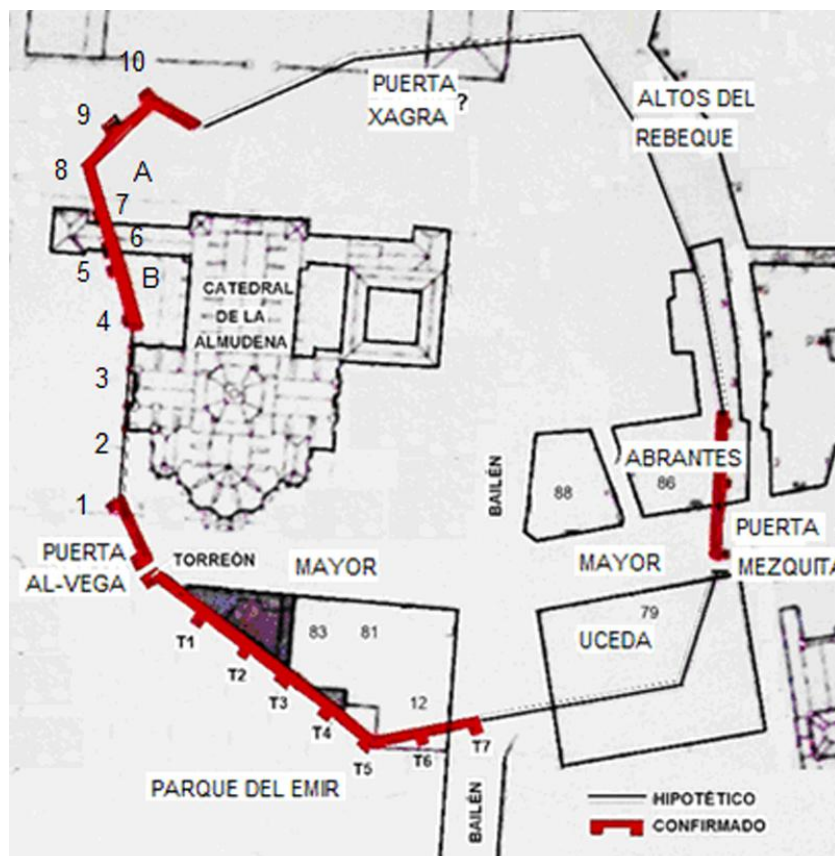 10
PUERTA
XAGRA
?
ALTOS DEL
REBEQUE
9
8
A
7
6
5
B
CATEDRAL
DE LA
ALMUDENA
4
3
2
1
BAILÉN
88
ABRANTES
86
PUERTA
AL-VEGA
TORREÓN
MAYOR
MAYOR
PUERTA
MEZQUITA
T1
T2
T3
T4
T5
T6
T7
83
81
12
79
UCEDA
PARQUE DEL EMIR
BAILÉN
HIPOTÉTICO
CONFIRMADO